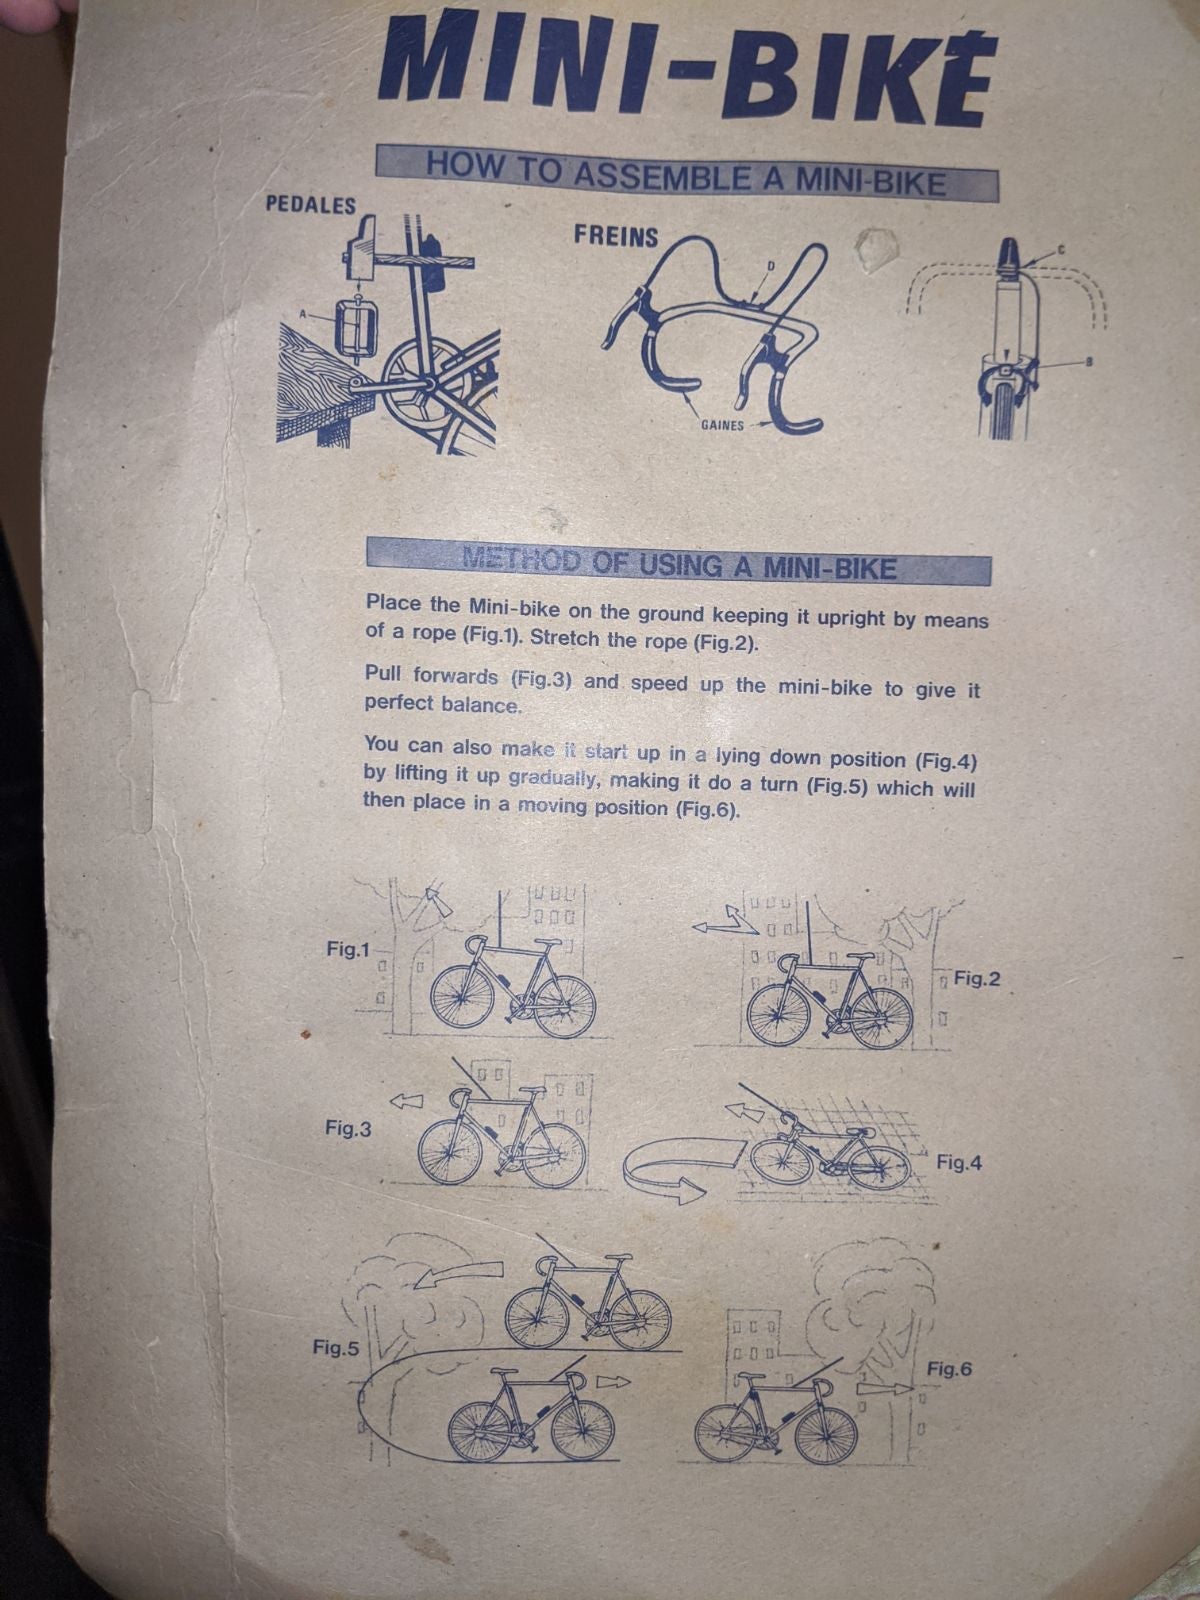 MINI-BIKE
HOW TO ASSEMBLE A MINI-BIKE
PEDALES
A
FREINS
D
GAINES
C
B
METHOD OF USING A MINI-BIKE
Place the Mini-bike on the ground keeping it upright by means
of a rope (Fig.1). Stretch the rope (Fig.2).
Pull forwards (Fig.3) and speed up the mini-bike to give it
perfect balance.
You can also make it start up in a lying down position (Fig.4)
by lifting it up gradually, making it do a turn (Fig.5) which will
then place in a moving position (Fig.6).
Fig.1
Fig.2
Fig.3
Fig.4
Fig.5
Fig.6